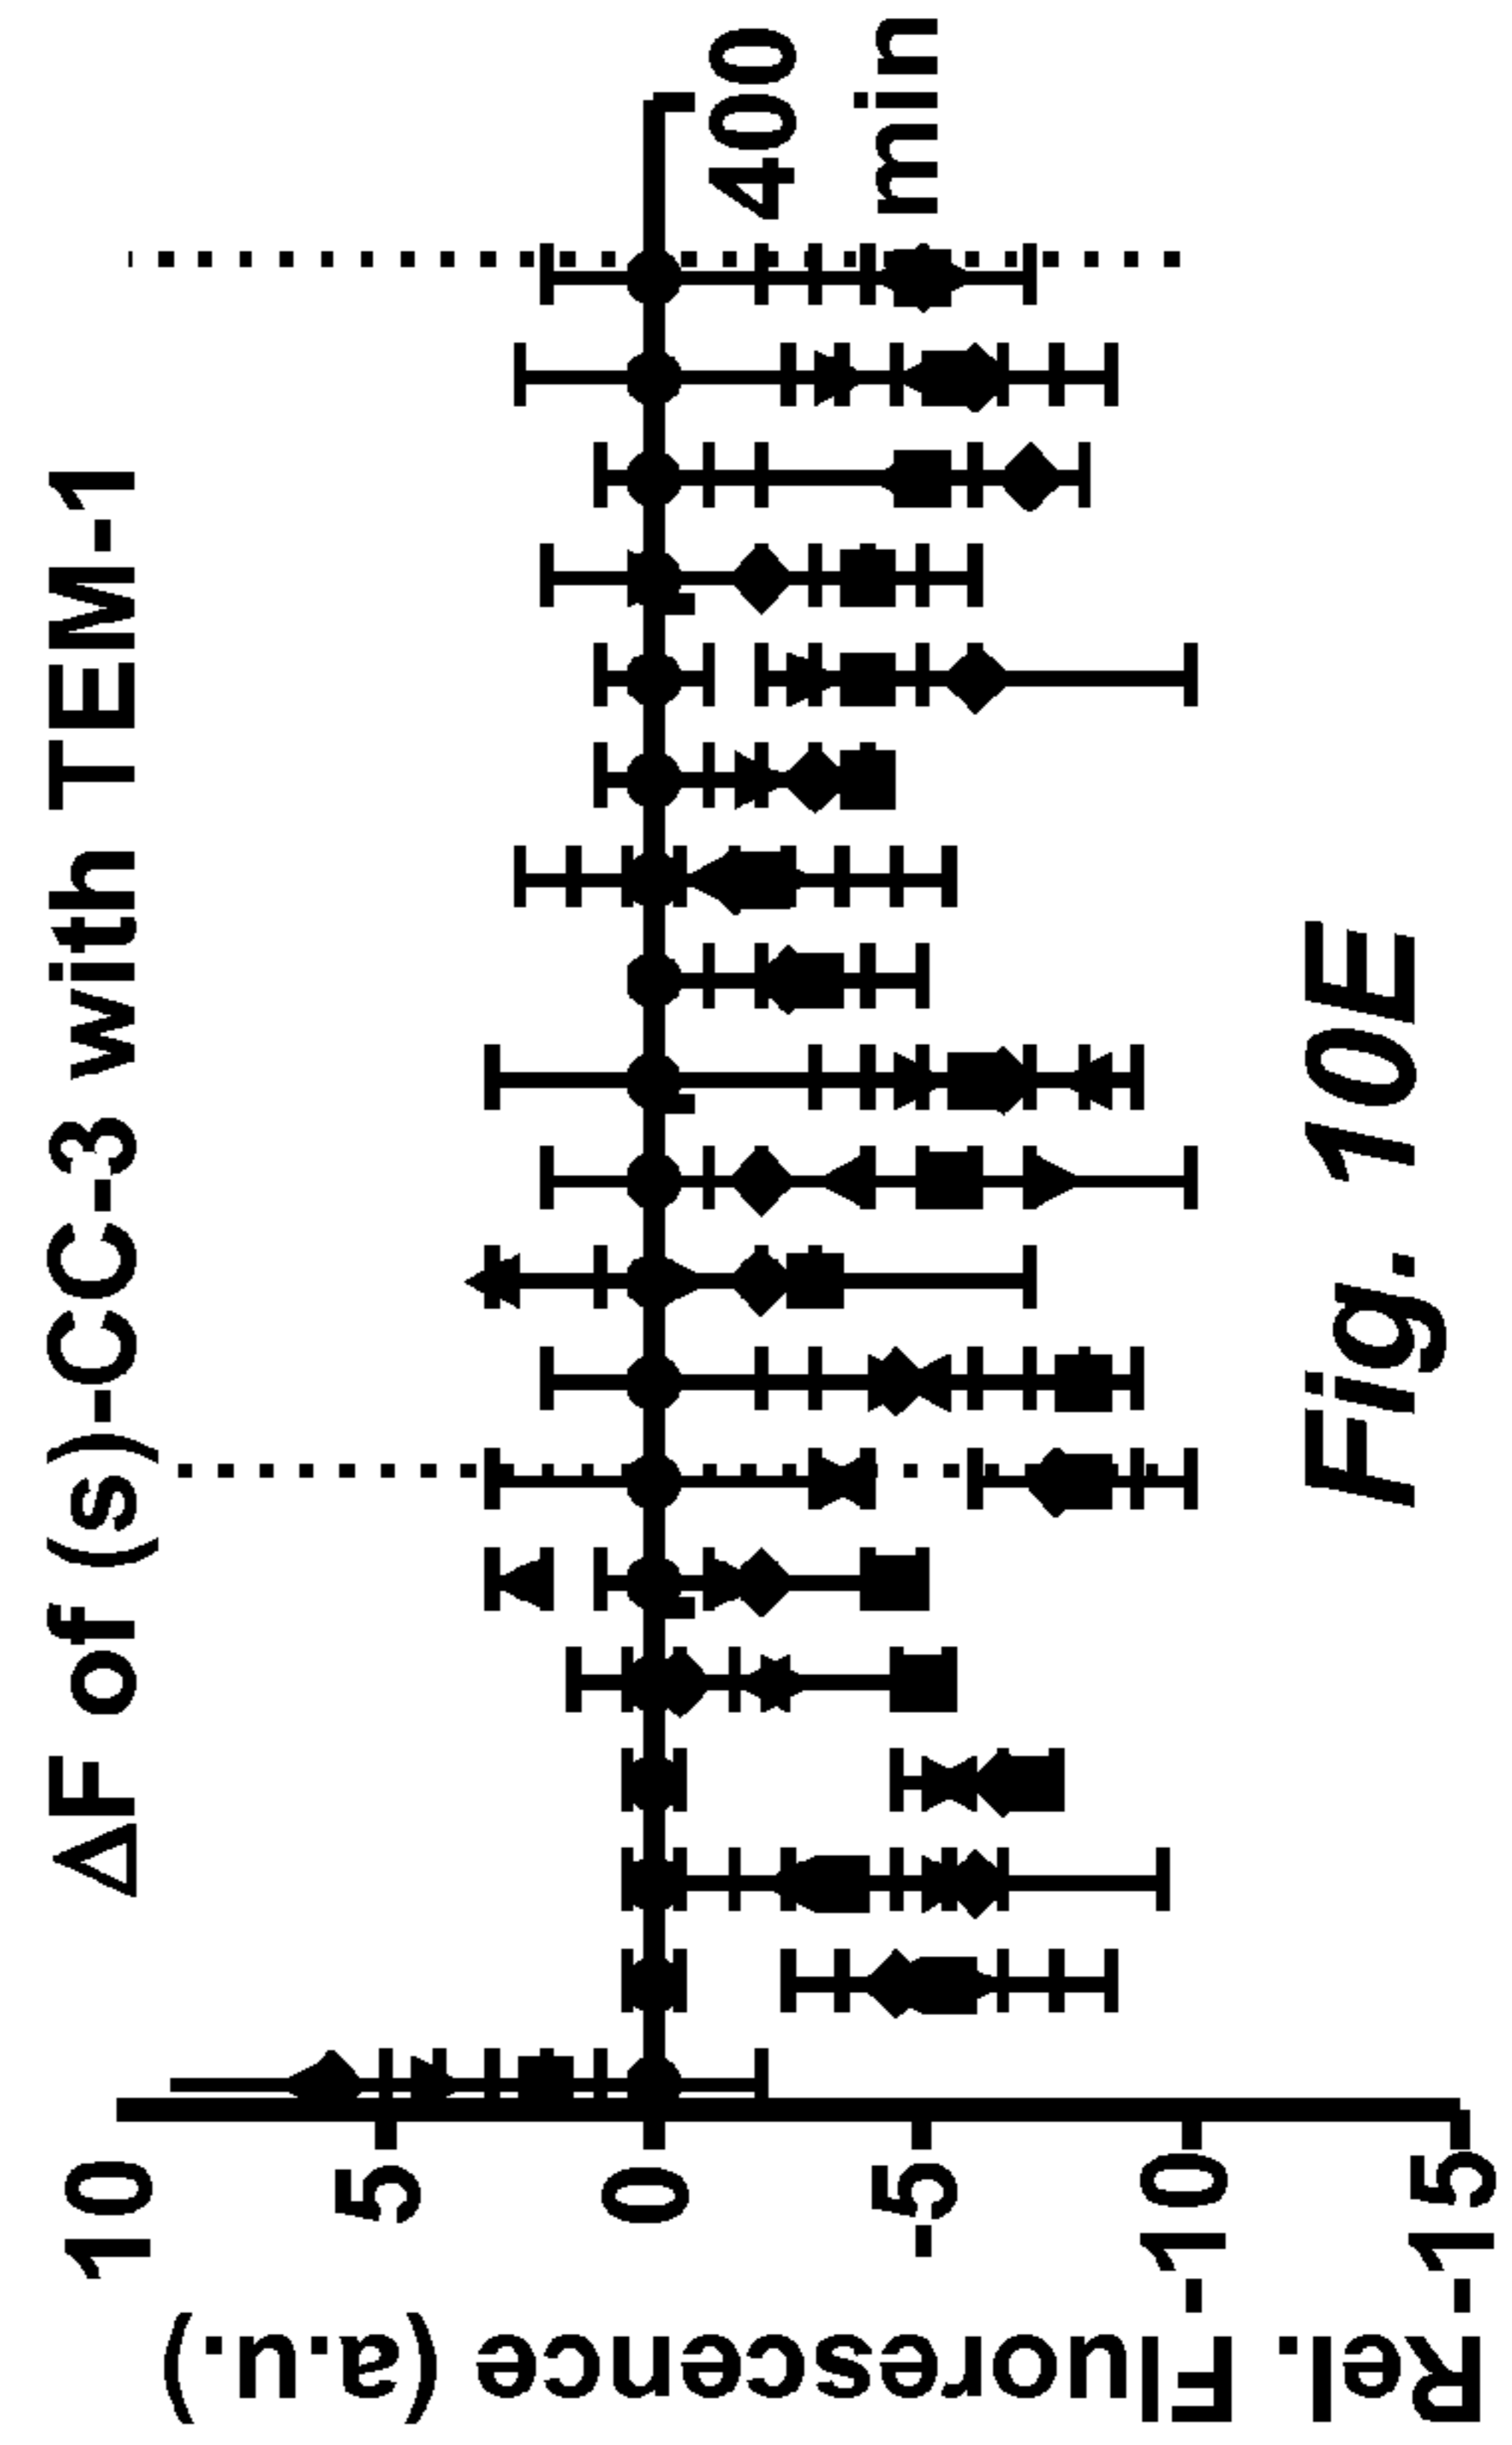 ΔF of (s)-CC-3 with TEM-1
Rel. Fluorescence (a.u.)
10
5
0
-5
-10
-15
400
min
Fig. 10E